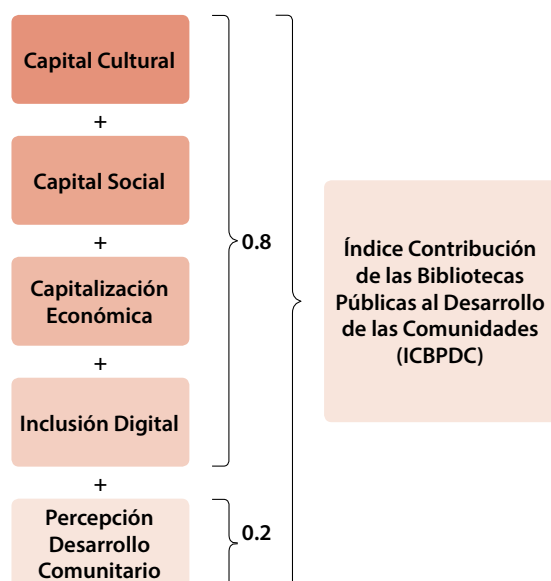 Capital Cultural
+
Capital Social
+
Capitalización
Económica
+
Inclusión Digital
+
Percepción
Desarrollo
Comunitario
0.8
0.2
Índice Contribución
de las Bibliotecas
Públicas al Desarrollo
de las Comunidades
(ICBPDC)